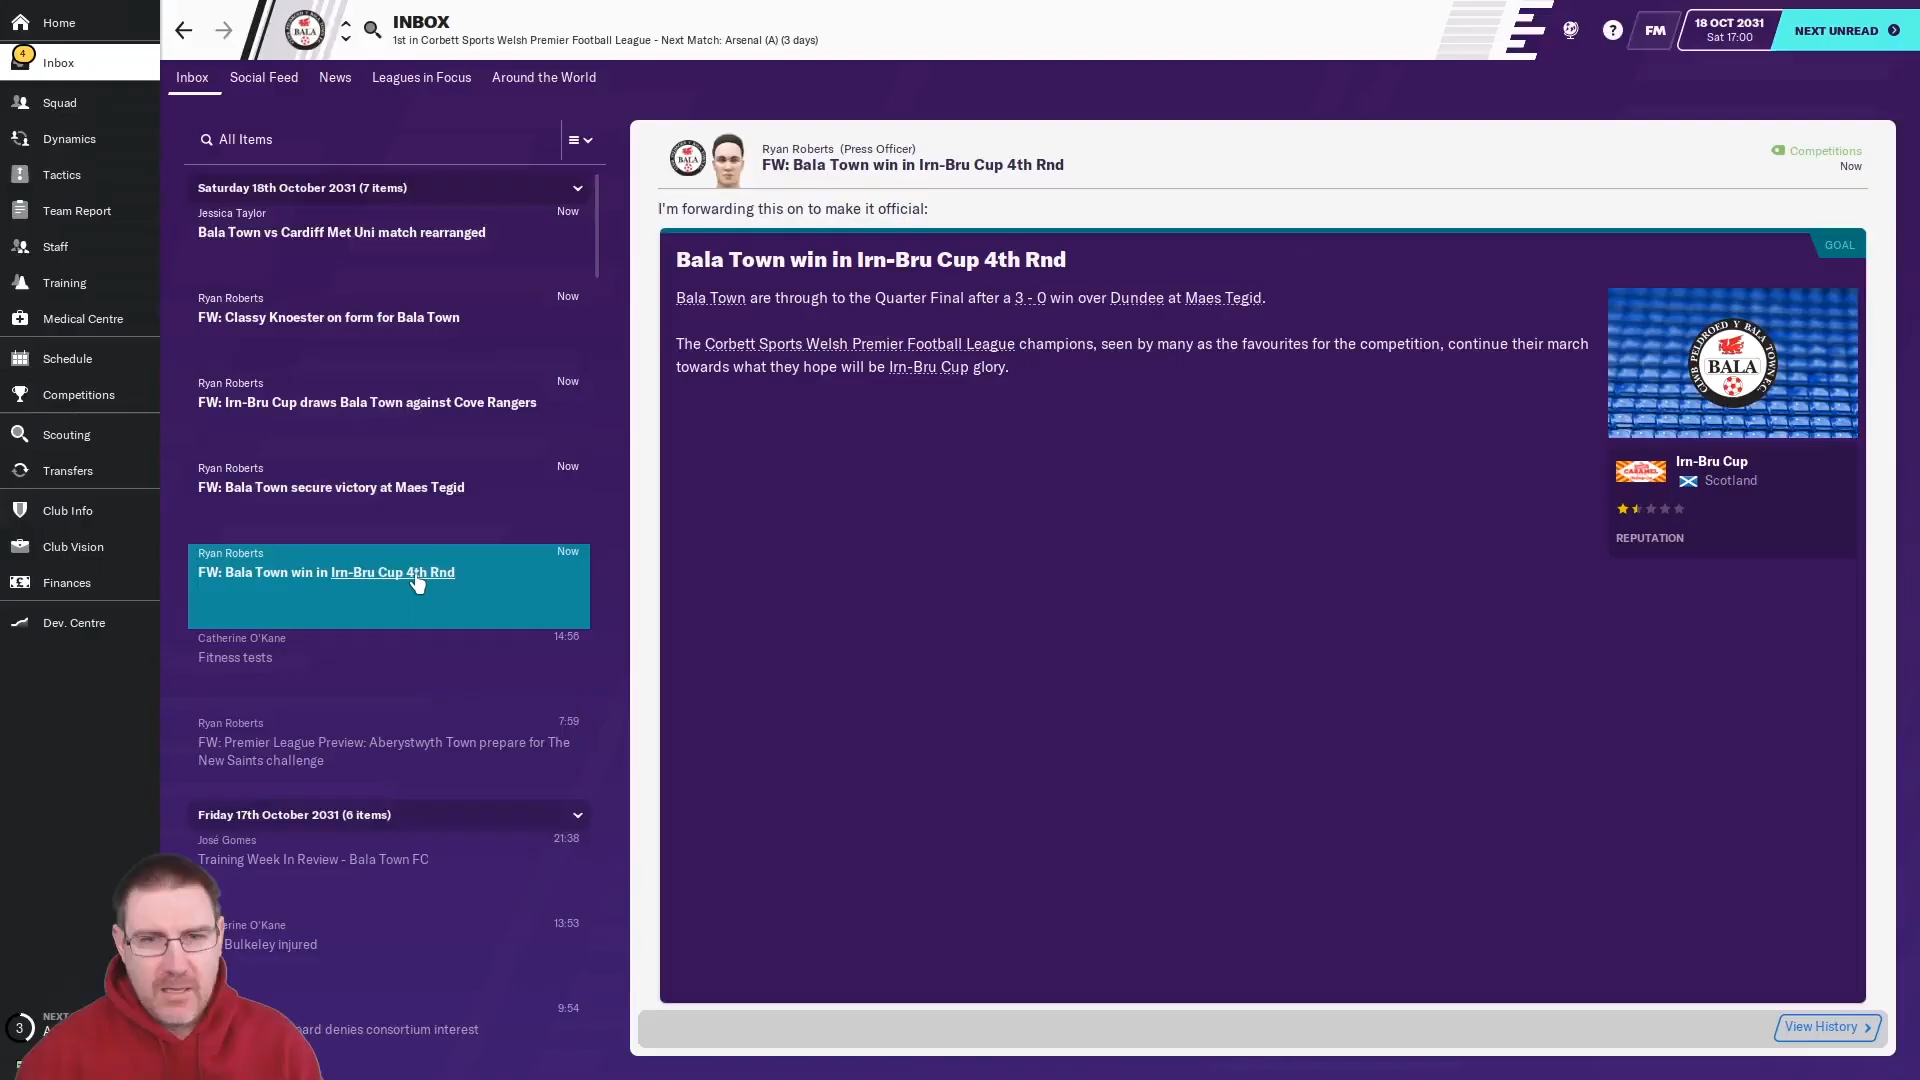 Home
4
Inbox
Squad
Dynamics
Tactics
Team Report
Staff
Training
Medical Centre
Schedule
Competitions
Scouting
Transfers
Club Info
Club Vision
Finances
Dev. Centre
3
NEXT
BALA
INBOX
1st in Corbett Sports Welsh Premier Football League - Next Match: Arsenal (A) (3 days)
?
FM
18 OCT 2031
Sat 17:00
NEXT UNREAD
Inbox
Social Feed
News
Leagues in Focus
Around the World
All Items
Saturday 18th October 2031 (7 items)
Jessica Taylor
Now
Bala Town vs Cardiff Met Uni match rearranged
Ryan Roberts
Now
FW: Classy Knoester on form for Bala Town
Ryan Roberts
Now
FW: Irn-Bru Cup draws Bala Town against Cove Rangers
Ryan Roberts
Now
FW: Bala Town secure victory at Maes Tegid
Ryan Roberts
Now
FW: Bala Town win in Irn-Bru Cup 4th Rnd
Catherine O'Kane
14:56
Fitness tests
Ryan Roberts
7:59
FW: Premier League Preview: Aberystwyth Town prepare for The
New Saints challenge
Friday 17th October 2031 (6 items)
José Gomes
21:38
Training Week In Review - Bala Town FC
erine O'Kane
13:53
Bulkeley injured
9:54
ard denies consortium interest
BALA
Ryan Roberts (Press Officer)
FW: Bala Town win in Irn-Bru Cup 4th Rnd
Competitions
Now
I'm forwarding this on to make it official:
GOAL
Bala Town win in Irn-Bru Cup 4th Rnd
Bala Town are through to the Quarter Final after a 3 - 0 win over Dundee at Maes Tegid.
The Corbett Sports Welsh Premier Football League champions, seen by many as the favourites for the competition, continue their march
towards what they hope will be Irn-Bru Cup glory.
CLWB PELDROED Y BALA TOWN F.C.
BALA
CARAMEL
Irn-Bru Cup
Scotland
REPUTATION
View History